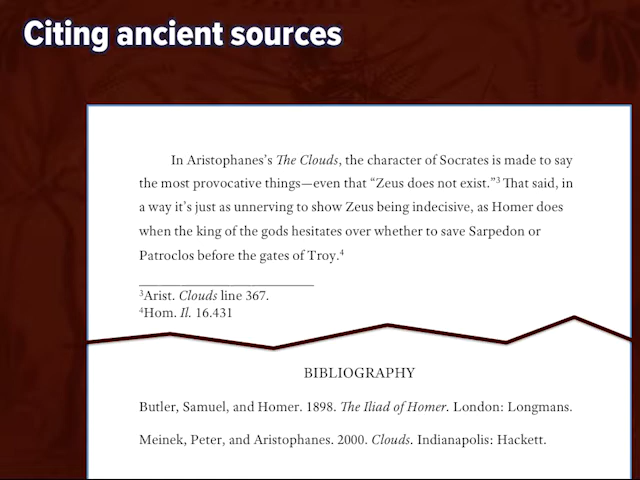 Citing ancient sources
In Aristophanes's The Clouds, the character of Socrates is made to say
the most provocative things—even that “Zeus does not exist.”³ That said, in
a way it's just as unnerving to show Zeus being indecisive, as Homer does
when the king of the gods hesitates over whether to save Sarpedon or
Patroclos before the gates of Troy.⁴
³Arist. Clouds line 367.
⁴Hom. Il. 16.431
BIBLIOGRAPHY
Butler, Samuel, and Homer. 1898. The Iliad of Homer. London: Longmans.
Meinek, Peter, and Aristophanes. 2000. Clouds. Indianapolis: Hackett.